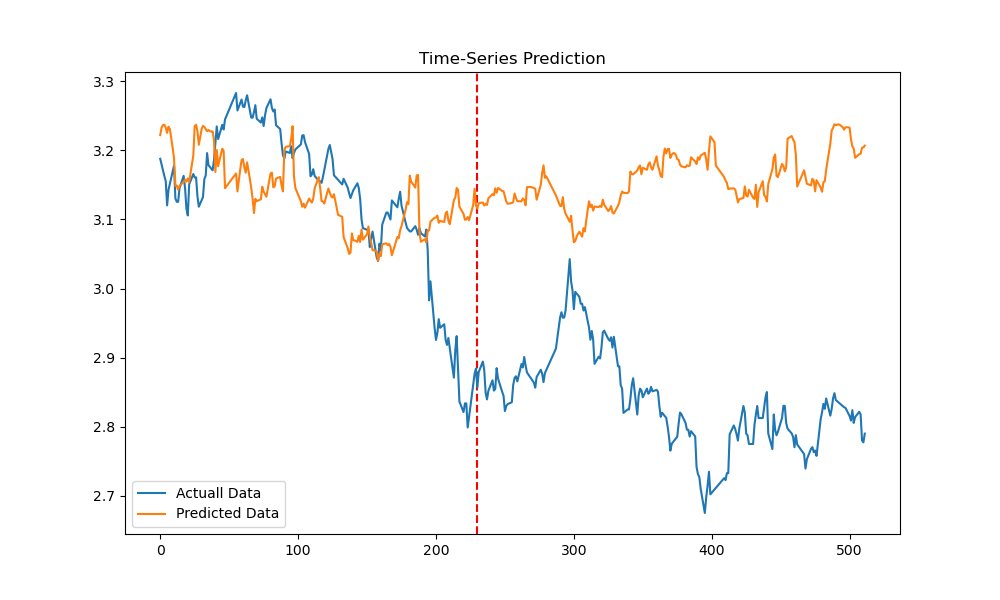 Time-Series Prediction
3.3
3.2
3.1
3.0
2.9
2.8
2.7
Actuall Data
Predicted Data
0 100 200 300 400 500